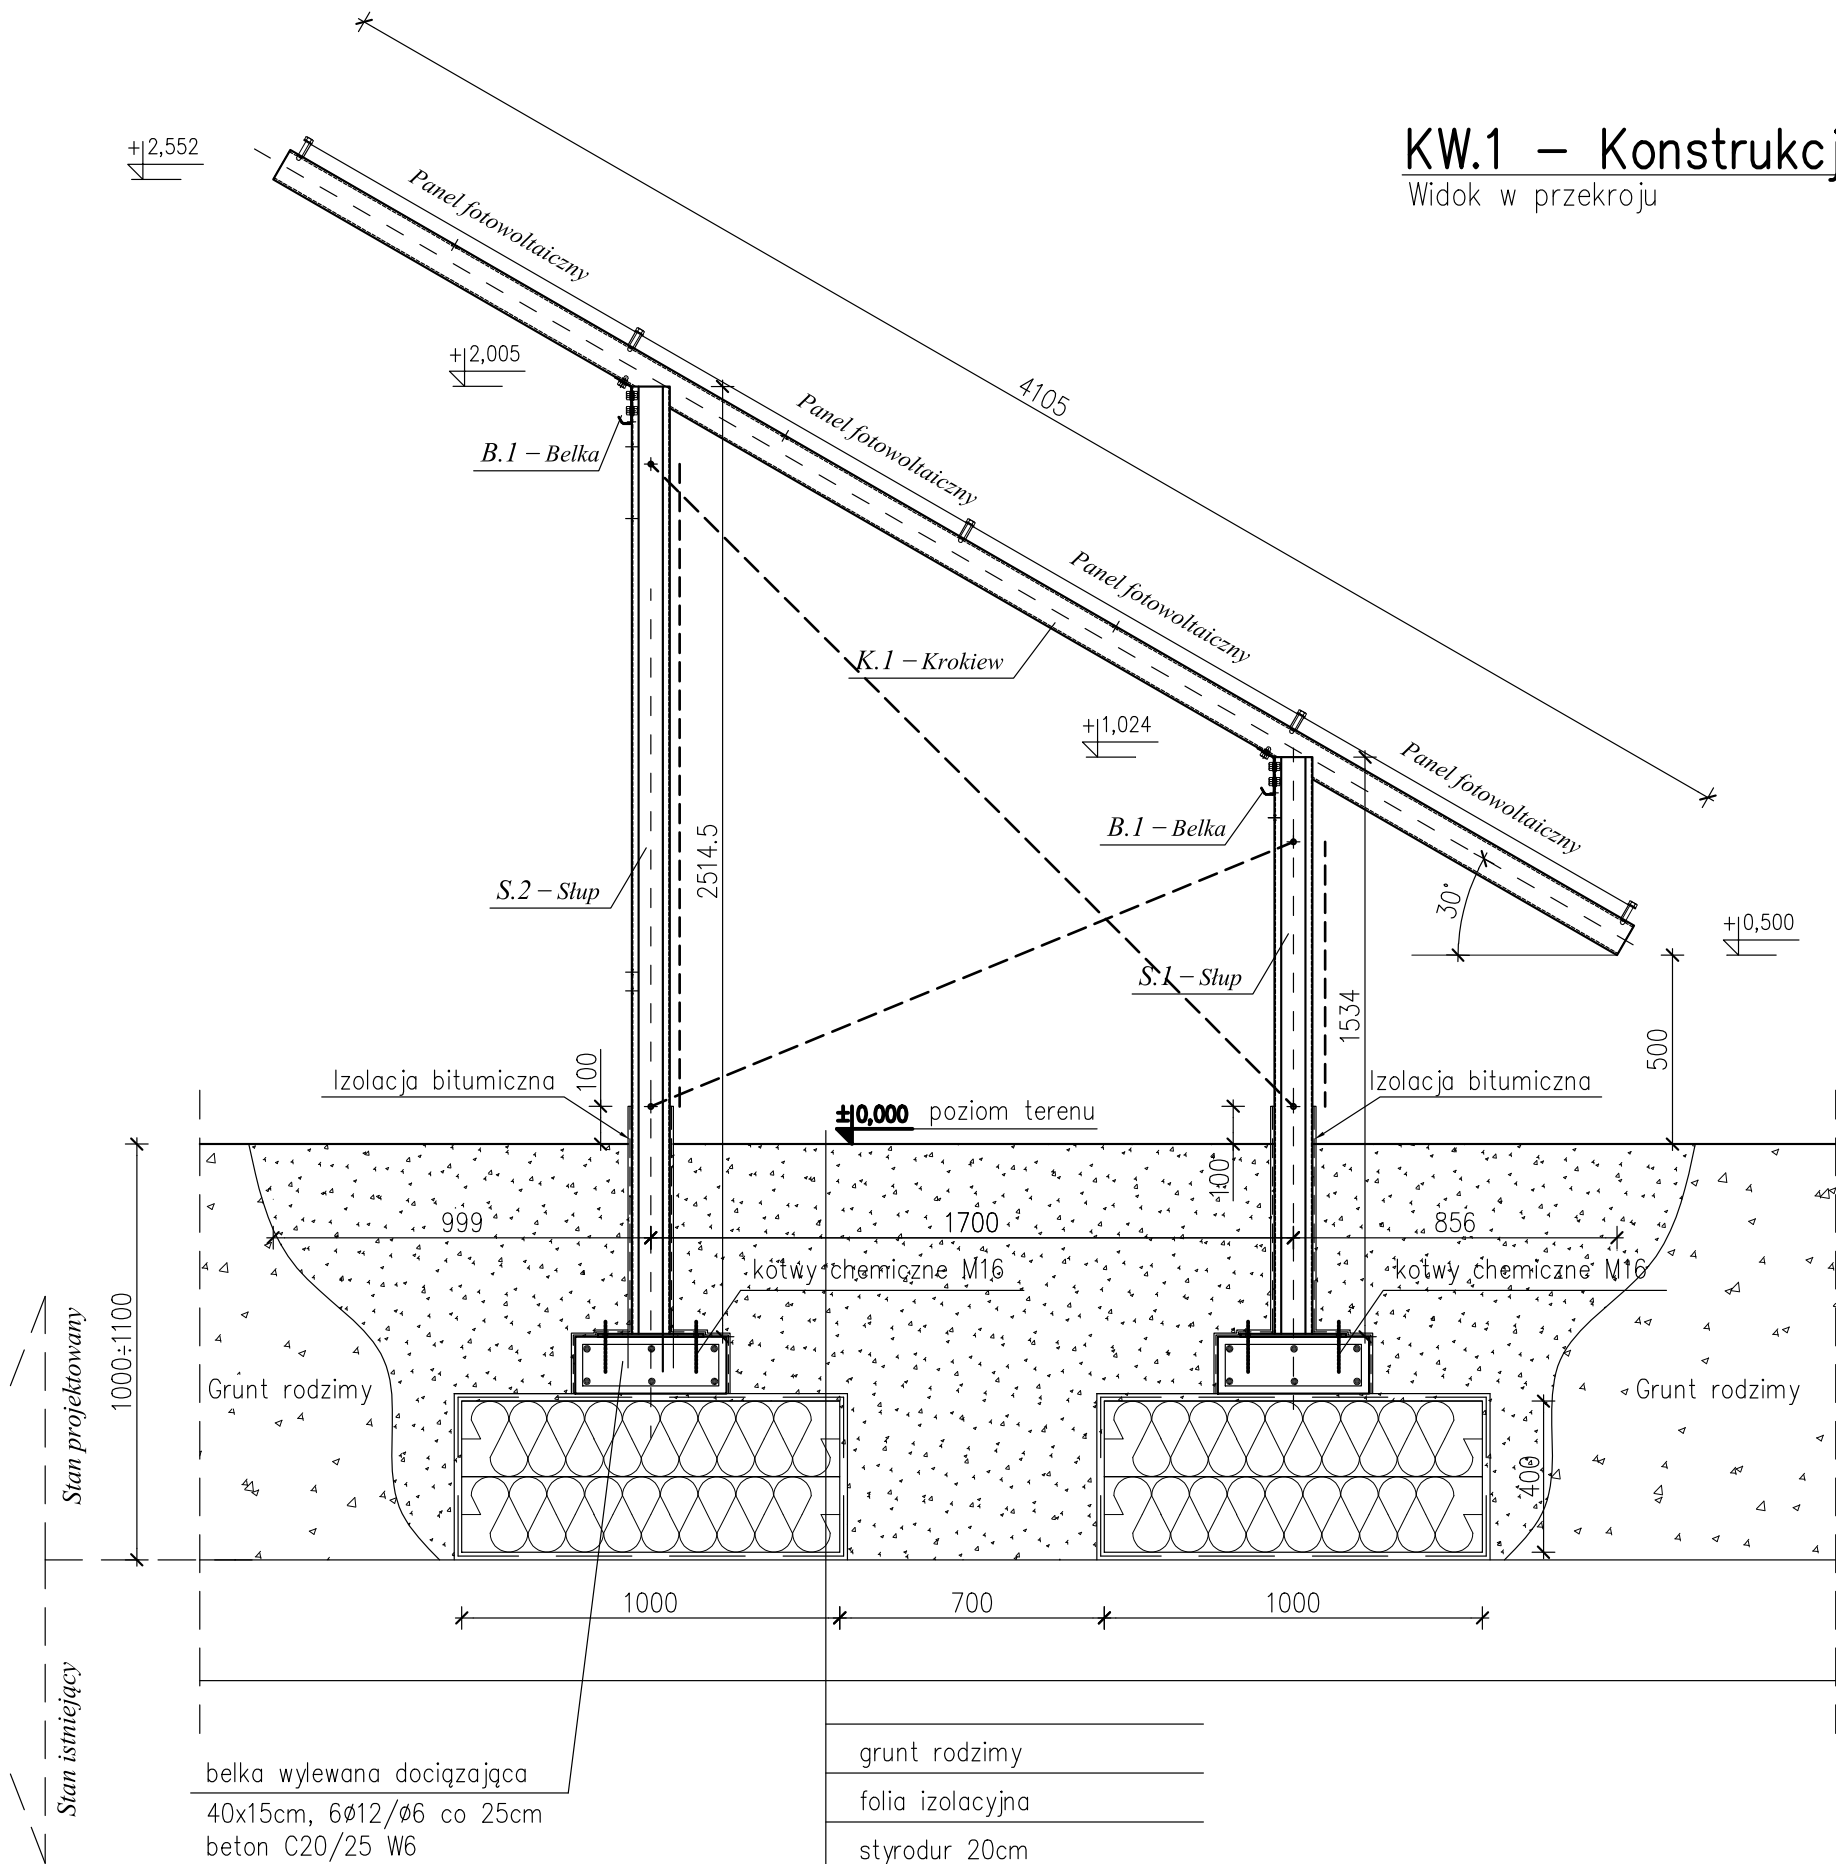 KW.1 – Konstrukcj
Widok w przekroju
+2,552
Panel fotowoltaiczny
4105
+2,005
Panel fotowoltaiczny
B.1 – Belka
Panel fotowoltaiczny
K.1 – Krokiew
+1,024
Panel fotowoltaiczny
B.1 – Belka
2514.5
S.2 – Słup
30°
+0,500
S.1 – Słup
1534
500
100
Izolacja bitumiczna
Izolacja bitumiczna
±0,000 poziom terenu
100
999
1700
856
kotwy chemiczne M16
kotwy chemiczne M16
1000÷1100
Stan projektowany
Grunt rodzimy
Grunt rodzimy
400
1000
700
1000
Stan istniejący
belka wylewana dociązająca
40x15cm, 6ø12/ø6 co 25cm
beton C20/25 W6
grunt rodzimy
folia izolacyjna
styrodur 20cm